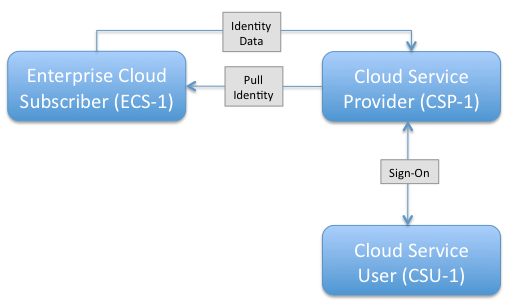 Identity
Data
Enterprise Cloud
Subscriber (ECS-1)
Pull
Identity
Cloud Service
Provider (CSP-1)
Sign-On
Cloud Service
User (CSU-1)